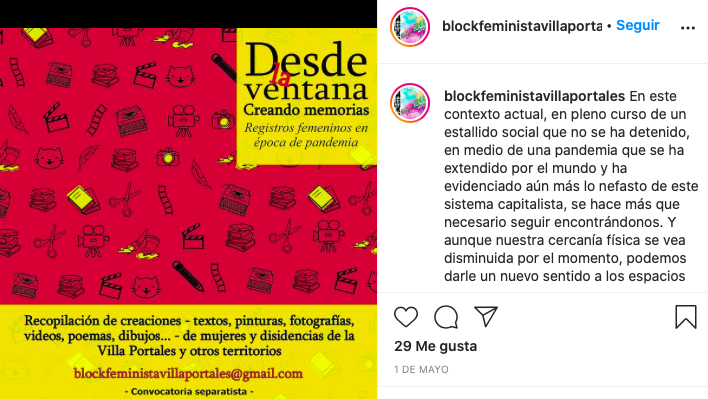 Desde
la
ventana
Creando memorias
Registros femeninos en
época de pandemia
Recopilación de creaciones - textos, pinturas, fotografías,
videos, poemas, dibujos... - de mujeres y disidencias de la
Villa Portales y otros territorios
blockfeministavillaportales@gmail.com
- Convocatoria separatista -
blockfeministavillaporta • Seguir ...
blockfeministavillaportales En este
contexto actual, en pleno curso de un
estallido social que no se ha detenido,
en medio de una pandemia que se ha
extendido por el mundo y ha
evidenciado aún más lo nefasto de este
sistema capitalista, se hace más que
necesario seguir encontrándonos. Y
aunque nuestra cercanía física se vea
disminuida por el momento, podemos
darle un nuevo sentido a los espacios
29 Me gusta
1 DE MAYO